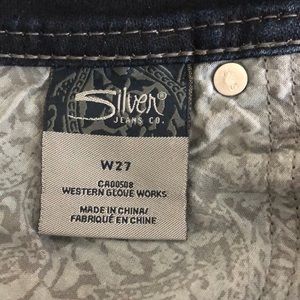 Silver®
JEANS CO.
W27
CA00508
WESTERN GLOVE WORKS
MADE IN CHINA/
FABRIQUÉ EN CHINE